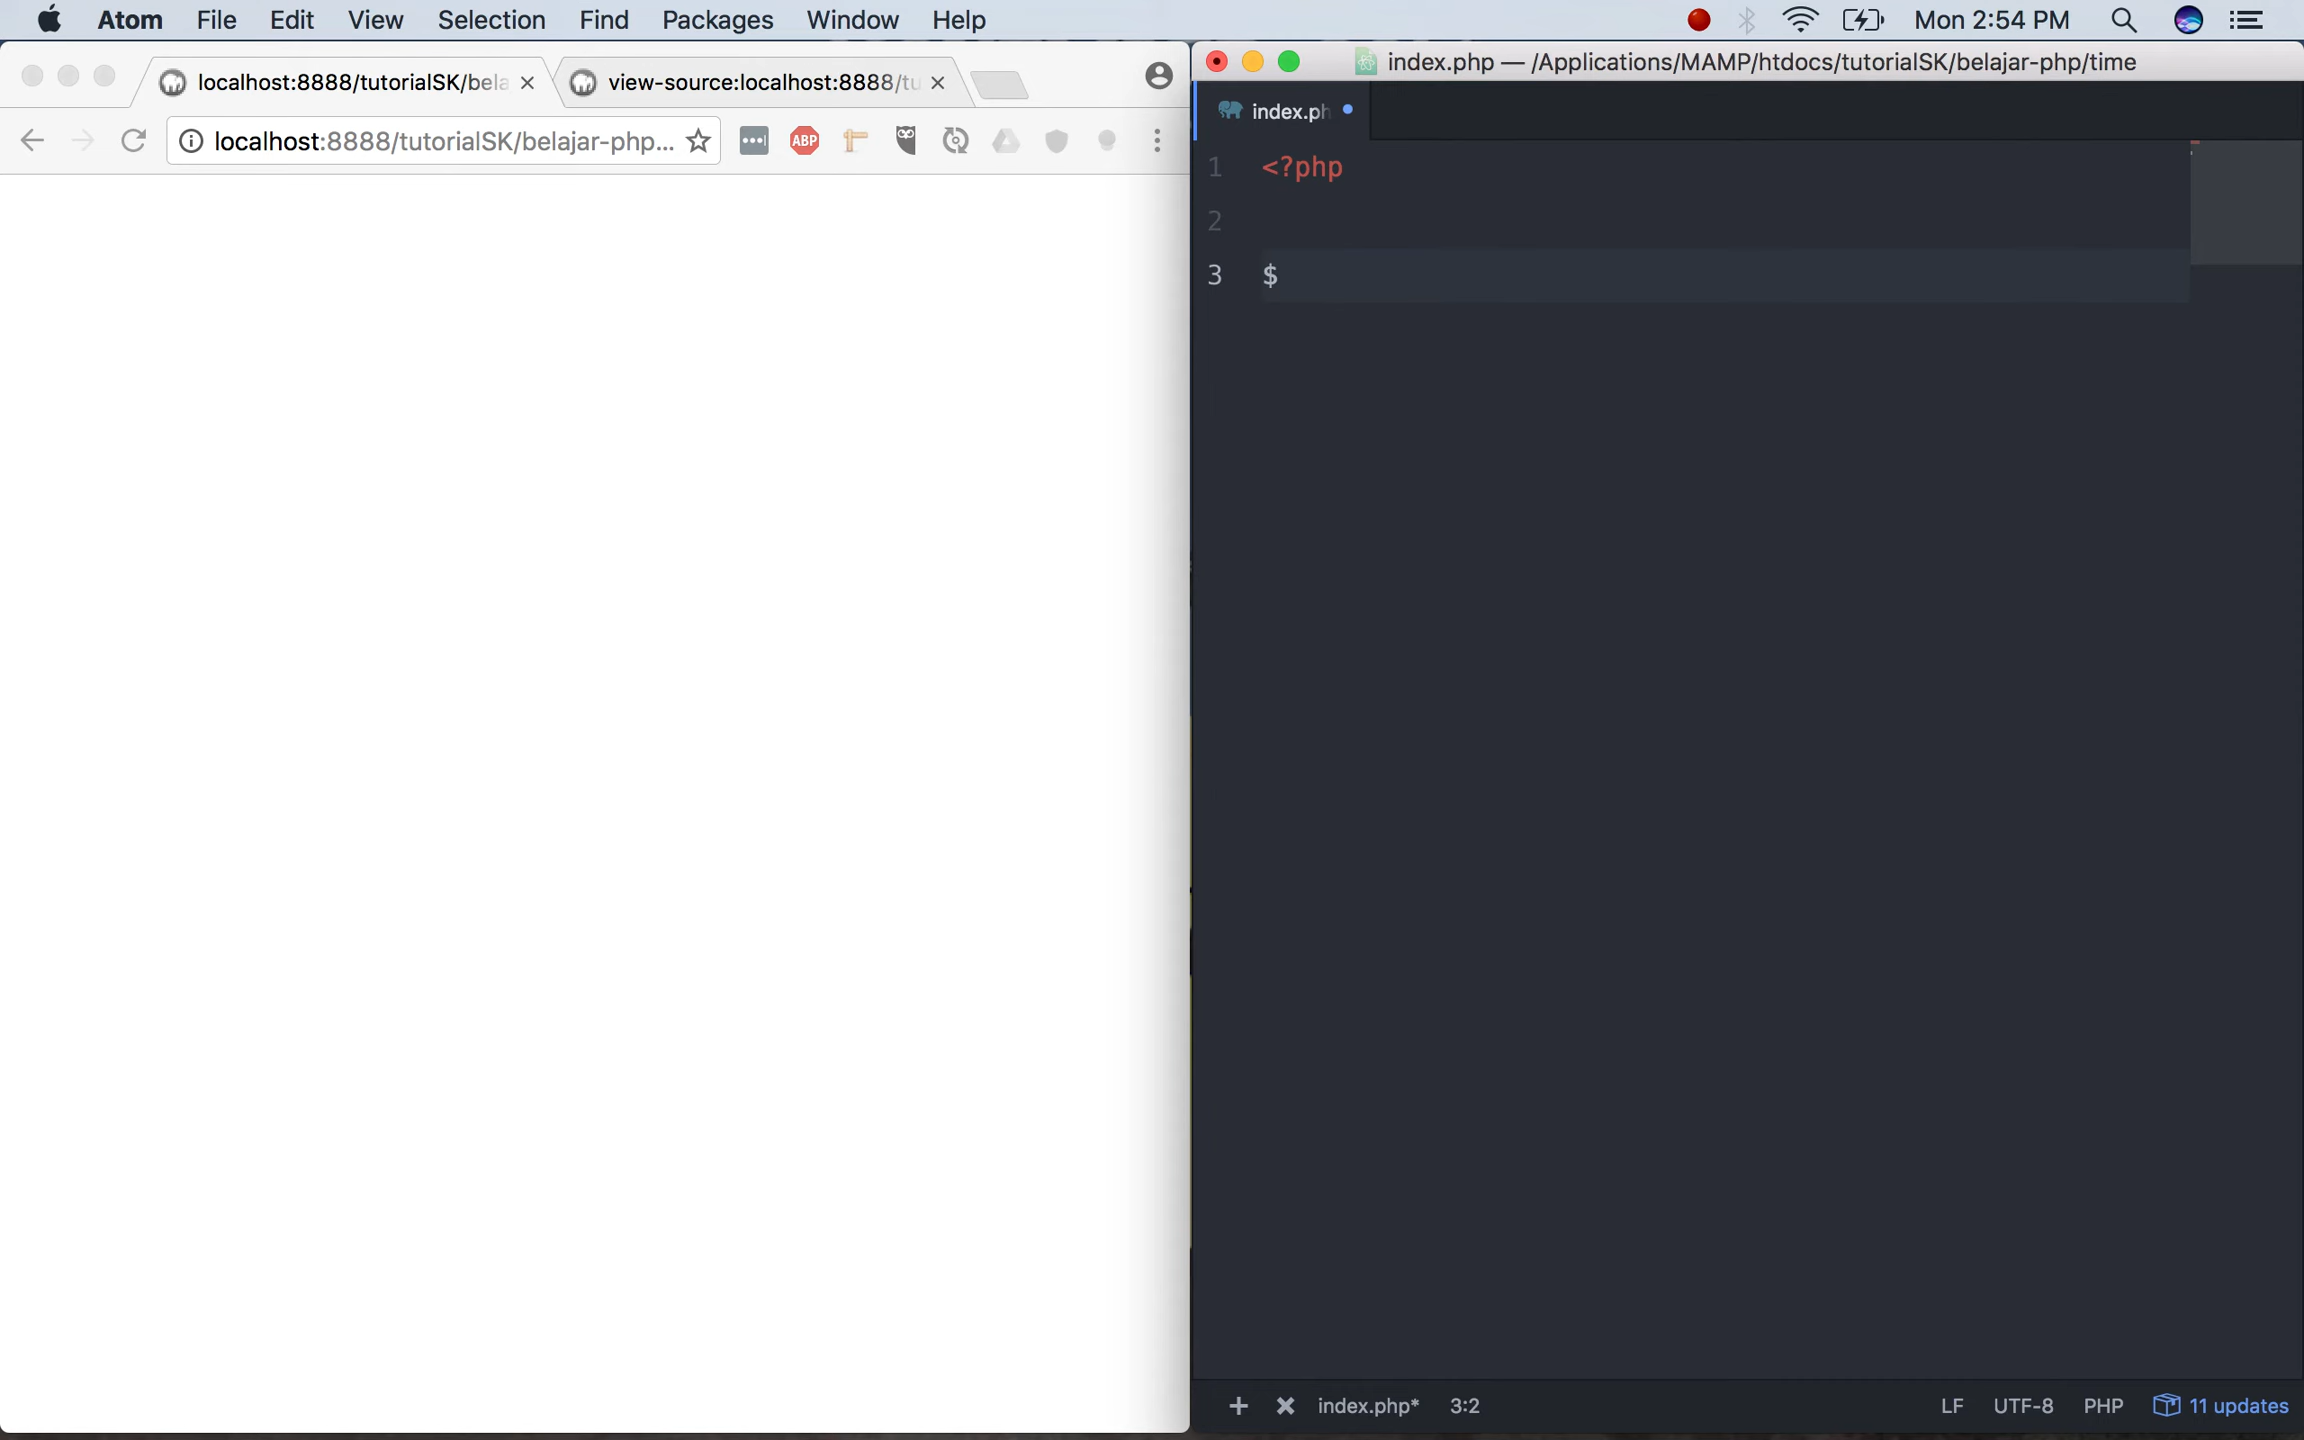 Atom File Edit View Selection Find Packages Window Help Mon 2:54 PM
localhost:8888/tutorialSK/bela view-source:localhost:8888/tu
localhost:8888/tutorialSK/belajar-php...
ABP
index.php — /Applications/MAMP/htdocs/tutorialSK/belajar-php/time
index.ph
1 <?php
2
3 $
index.php* 3:2 LF UTF-8 PHP 11 updates